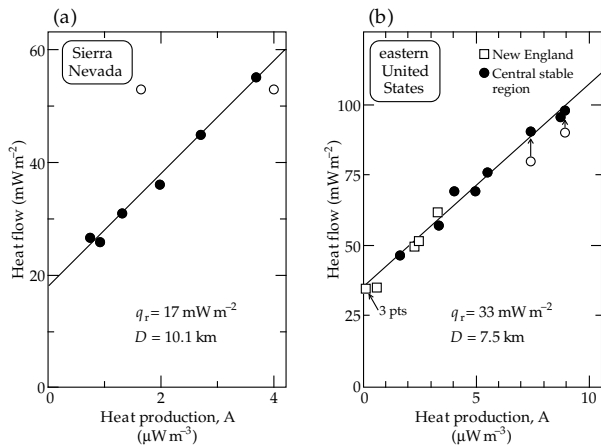 (a)
Sierra
Nevada
60
40
20
0
Heat flow (mW m⁻²)
q_r = 17 mW m⁻²
D = 10.1 km
0
2
4
Heat production, A
(μW m⁻³)
(b)
eastern
United
States
New England
Central stable
region
100
75
50
25
0
Heat flow (mW m⁻²)
3 pts
q_r = 33 mW m⁻²
D = 7.5 km
0
5
10
Heat production, A
(μW m⁻³)